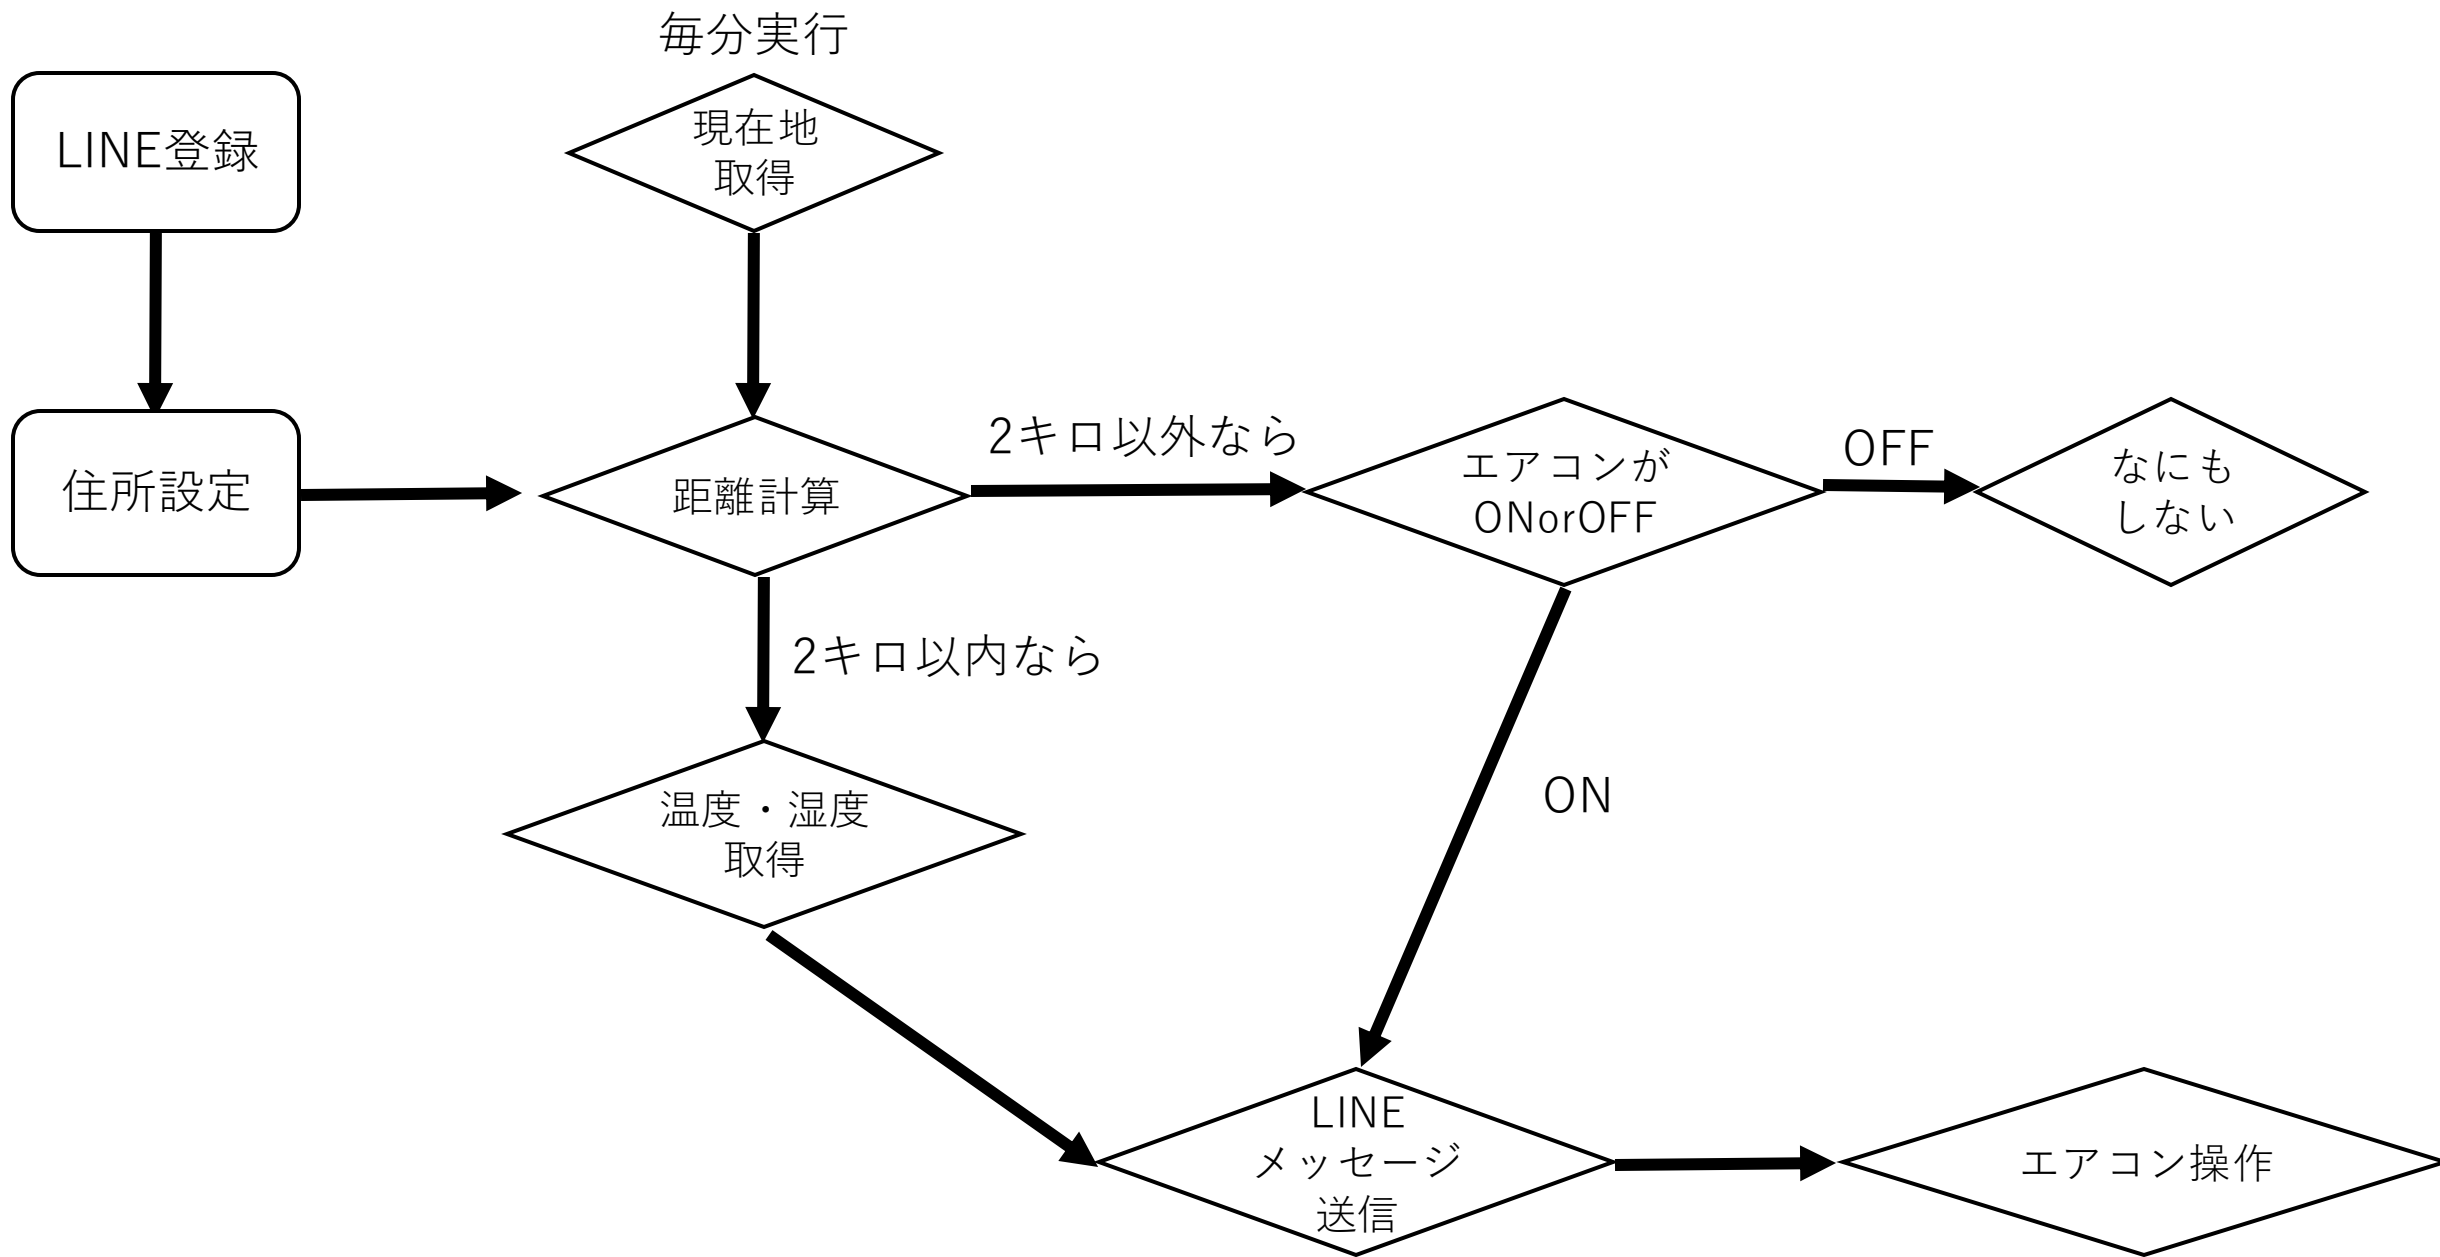 毎分実行
LINE登録
現在地
取得
住所設定
距離計算
2キロ以外なら
エアコンが
ONorOFF
OFF
なにも
しない
2キロ以内なら
温度・湿度
取得
ON
LINE
メッセージ
送信
エアコン操作